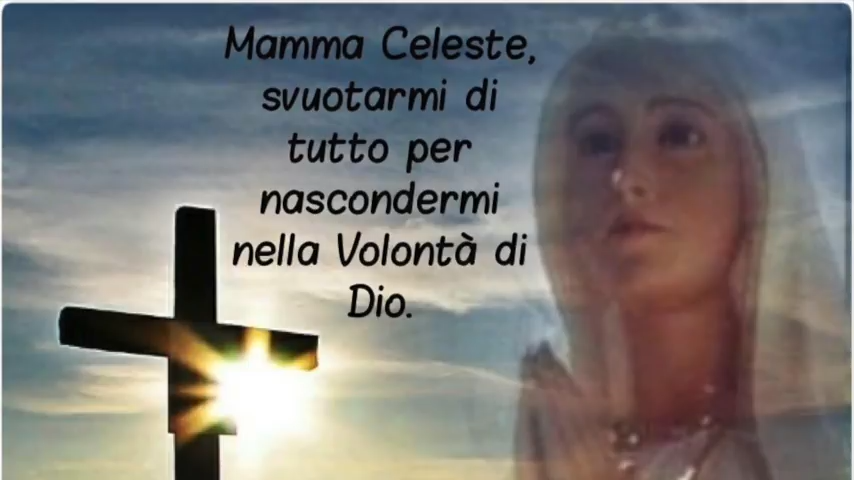 Mamma Celeste,
svuotarmi di
tutto per
nascondermi
nella Volontà di
Dio.